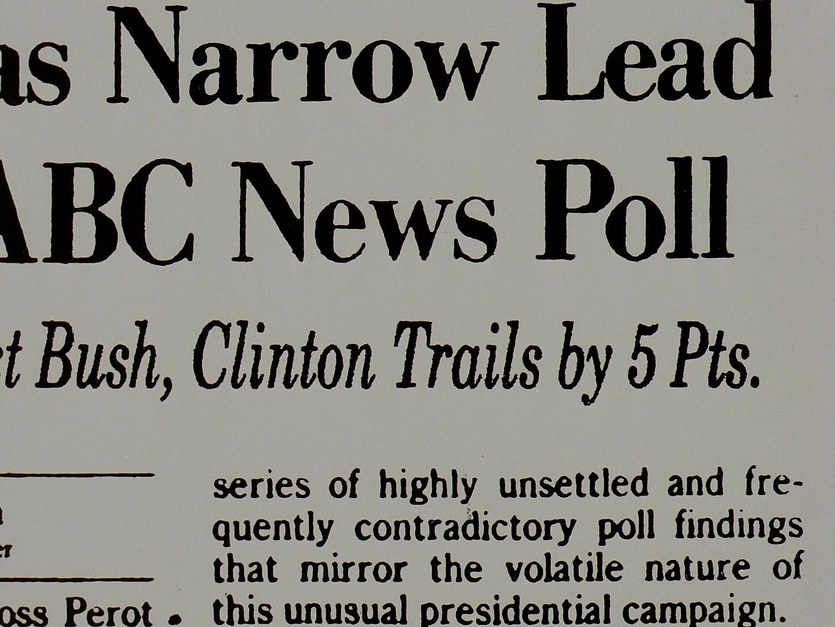 as Narrow Lead
ABC News Poll
ct Bush, Clinton Trails by 5 Pts.
series of highly unsettled and fre-
quently contradictory poll findings
that mirror the volatile nature of
oss Perot • this unusual presidential campaign.